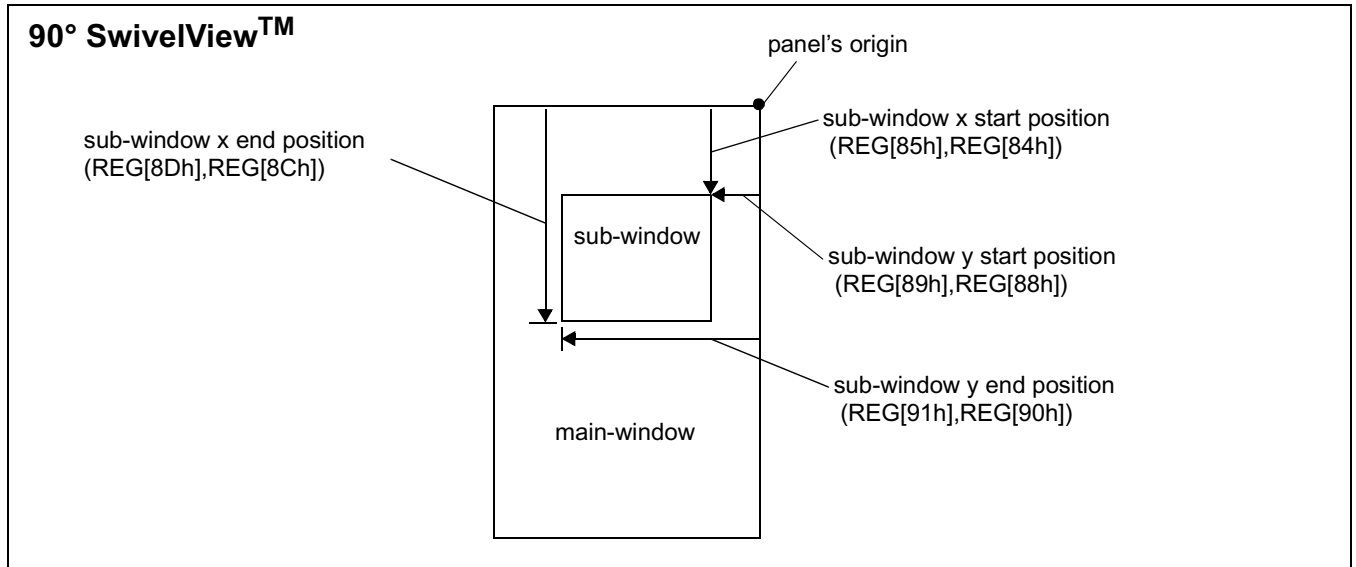 90° SwivelView™
panel's origin
sub-window x end position
(REG[8Dh],REG[8Ch])
sub-window x start position
(REG[85h],REG[84h])
sub-window
sub-window y start position
(REG[89h],REG[88h])
sub-window y end position
(REG[91h],REG[90h])
main-window